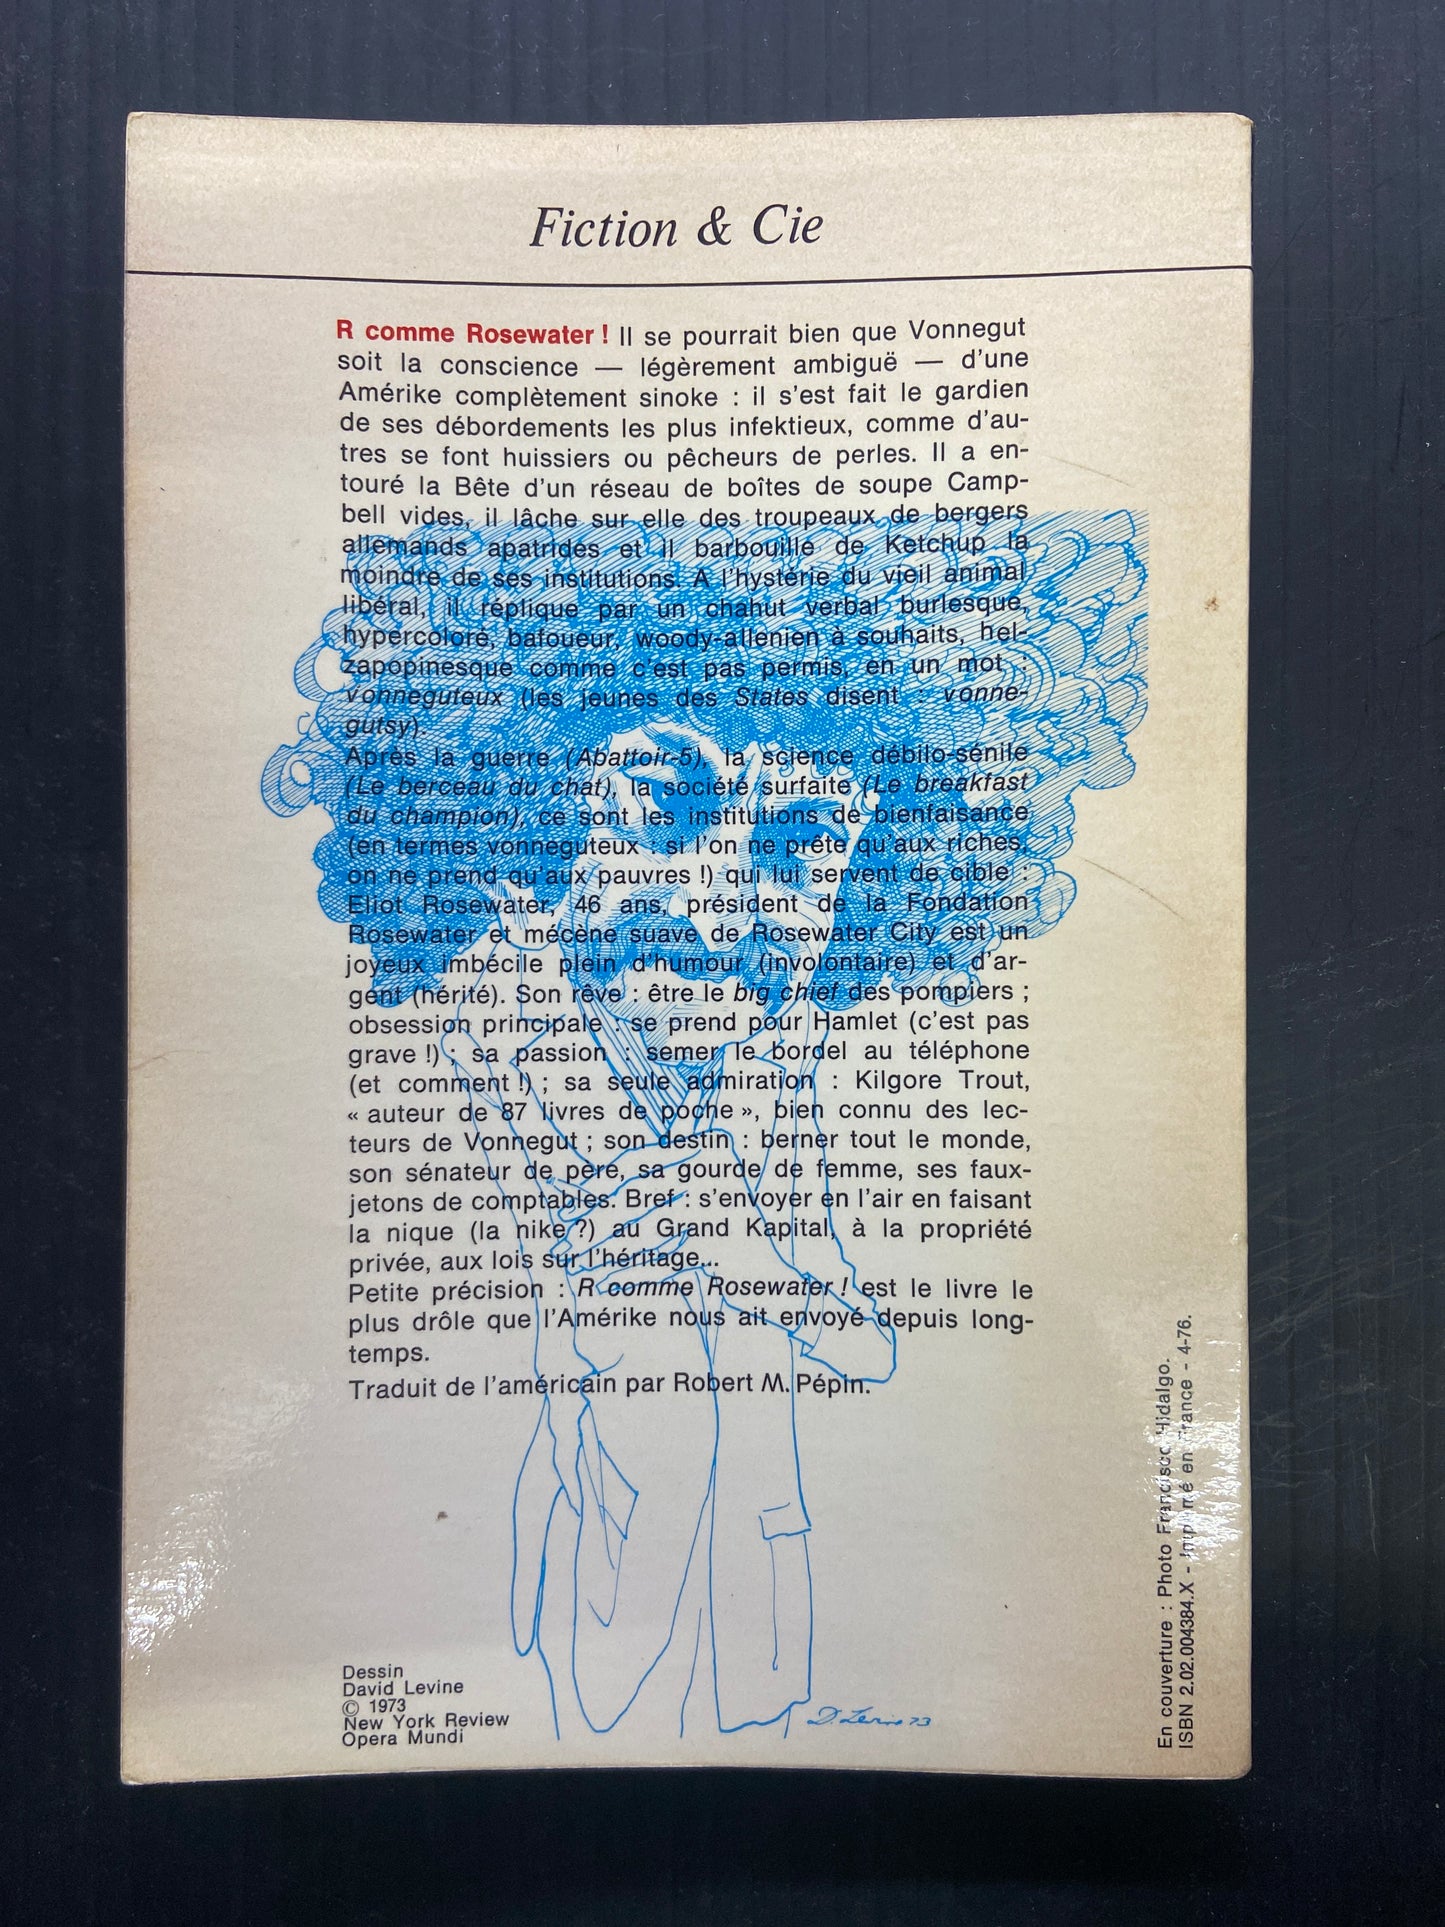 Fiction & Cie
R comme Rosewater ! Il se pourrait bien que Vonnegut
soit la conscience — légèrement ambiguë — d'une
Amérike complètement sinoke : il s'est fait le gardien
de ses débordements les plus infektieux, comme d'au-
tres se font huissiers ou pêcheurs de perles. Il a en-
touré la Bête d'un réseau de boîtes de soupe Camp-
bell vides, il lâche sur elle des troupeaux de bergers
allemands apatrides et il barbouille de Ketchup la
moindre de ses institutions. A l'hystérie du vieil animal
libéral, il réplique par un chahut verbal burlesque,
hypercoloré, bafoueur, woody-allenien à souhaits, hel-
zapopinesque comme c'est pas permis, en un mot :
vonneguteux (les jeunes des States disent : vonne-
gutsy).
Après la guerre (Abattoir-5), la science débilo-sénile
(Le berceau du chat), la société surfaite (Le breakfast
du champion), ce sont les institutions de bienfaisance
(en termes vonneguteux : si l'on ne prête qu'aux riches,
on ne prend qu'aux pauvres !) qui lui servent de cible :
Eliot Rosewater, 46 ans, président de la Fondation
Rosewater et mécène suave de Rosewater City est un
joyeux imbécile plein d'humour (involontaire) et d'ar-
gent (hérité). Son rêve : être le big chief des pompiers ;
obsession principale : se prend pour Hamlet (c'est pas
grave !) ; sa passion : semer le bordel au téléphone
(et comment !) ; sa seule admiration : Kilgore Trout,
« auteur de 87 livres de poche », bien connu des lec-
teurs de Vonnegut ; son destin : berner tout le monde,
son sénateur de père, sa gourde de femme, ses faux-
jetons de comptables. Bref : s'envoyer en l'air en faisant
la nique (la nike ?) au Grand Kapital, à la propriété
privée, aux lois sur l'héritage...
Petite précision : R comme Rosewater ! est le livre le
plus drôle que l'Amérike nous ait envoyé depuis long-
temps.
Traduit de l'américain par Robert M. Pépin.
Dessin
David Levine
© 1973
New York Review
Opera Mundi
D. Levine 73
En couverture : Photo Francisco Hidalgo.
ISBN 2.02.004384.X - Imprimé en France - 4-76.